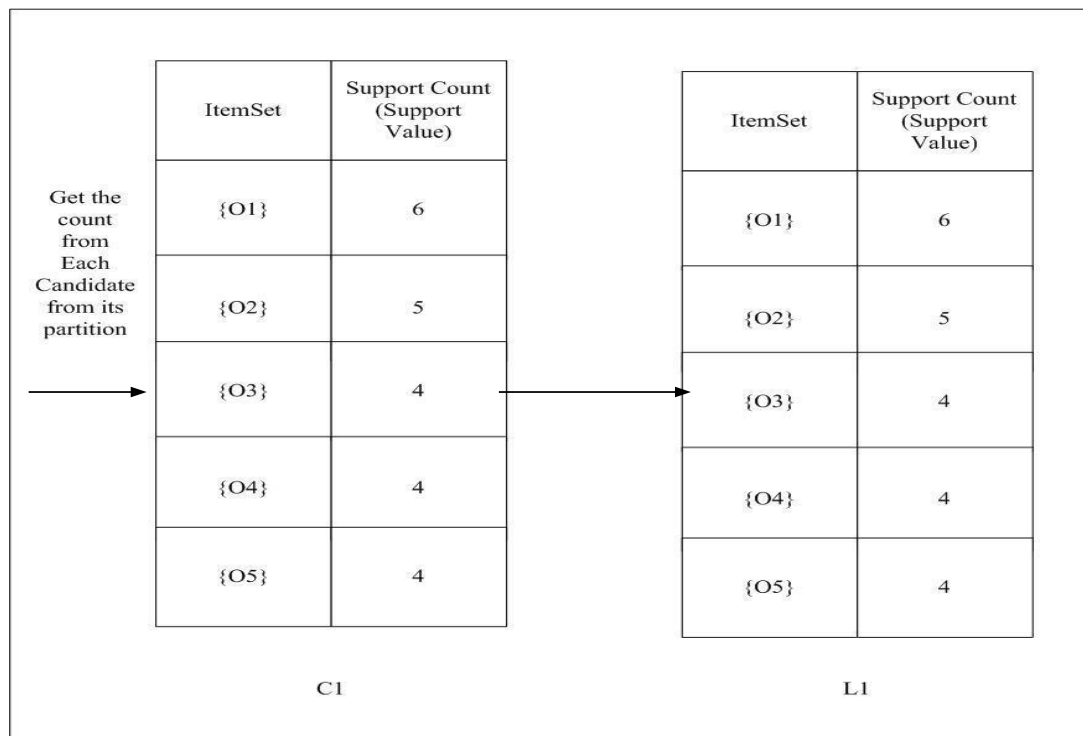 Get the
count
from
Each
Candidate
from its
partition
ItemSet
Support Count
(Support
Value)
{O1}
6
{O2}
5
{O3}
4
{O4}
4
{O5}
4
C1
ItemSet
Support Count
(Support
Value)
{O1}
6
{O2}
5
{O3}
4
{O4}
4
{O5}
4
L1